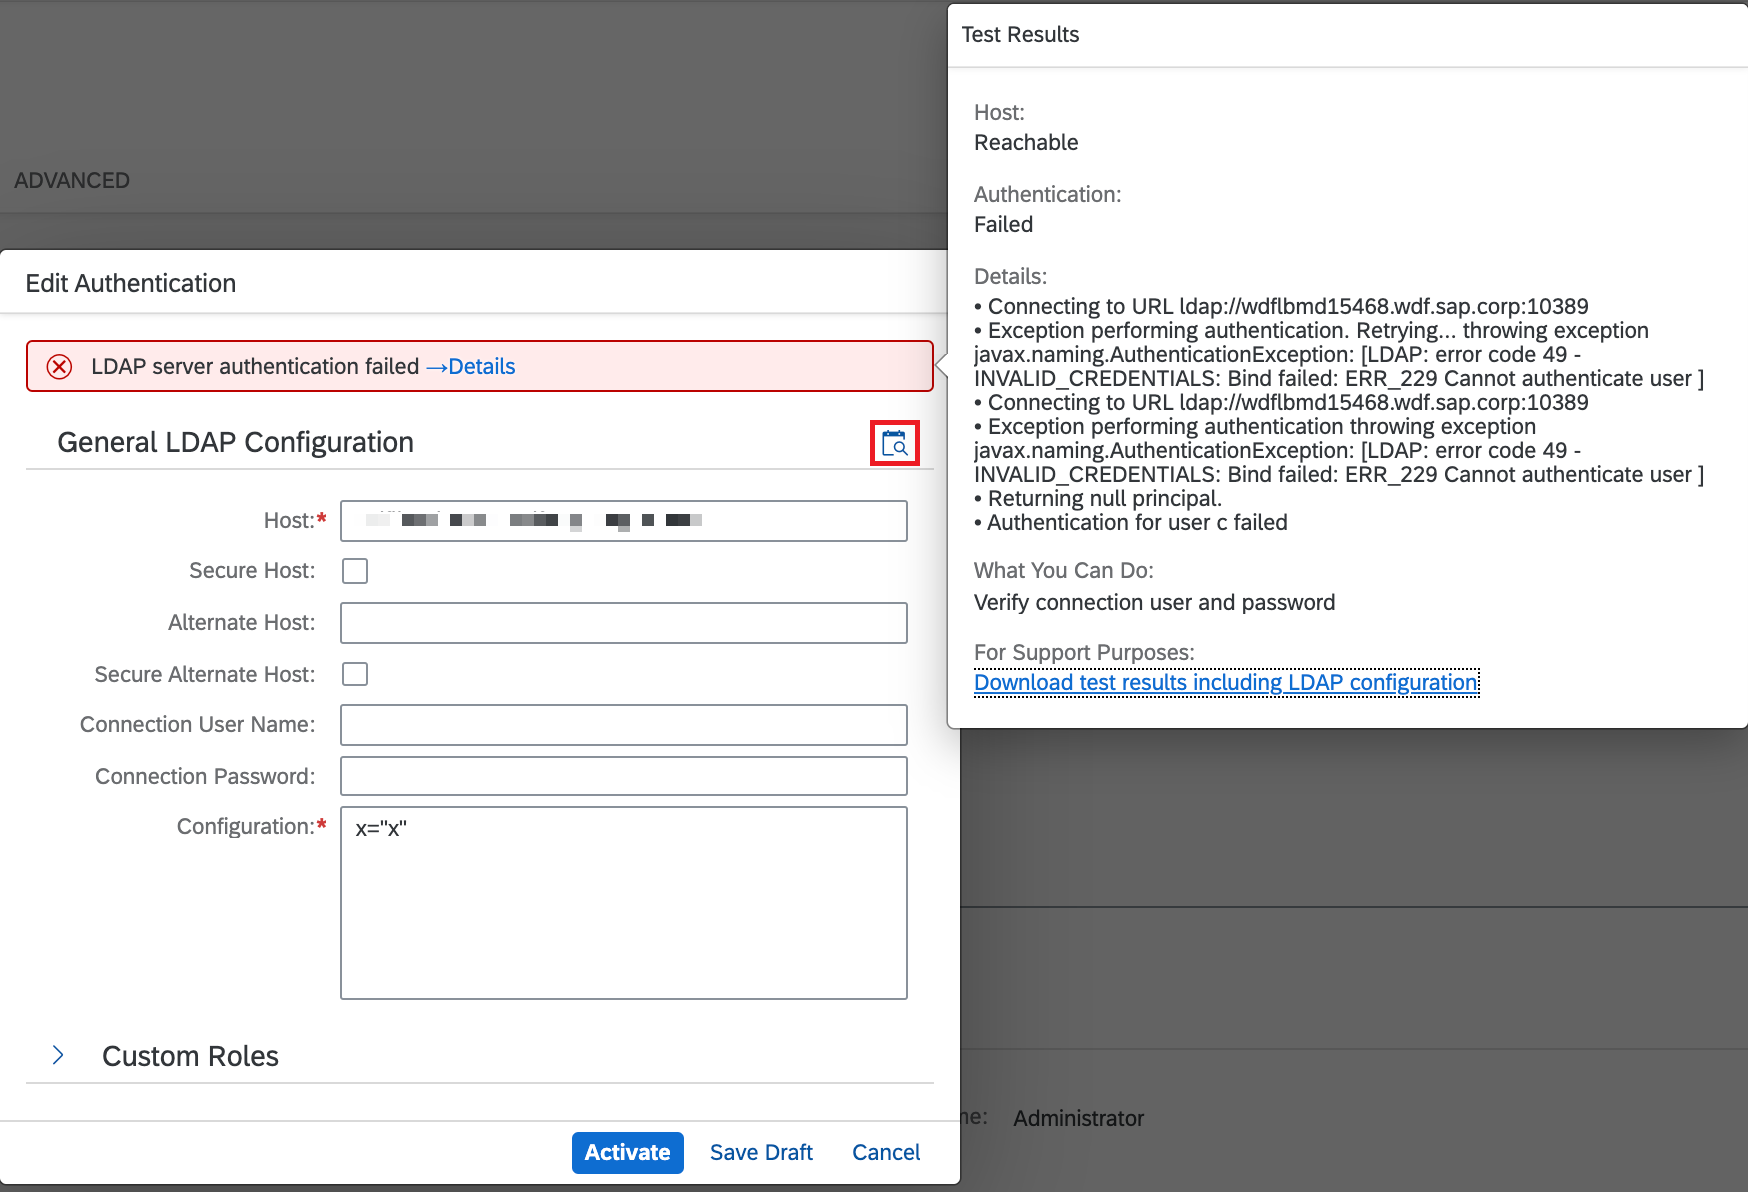 ADVANCED
Edit Authentication
LDAP server authentication failed →Details
General LDAP Configuration
Host:*
Secure Host:
Alternate Host:
Secure Alternate Host:
Connection User Name:
Connection Password:
Configuration:*
x="x"
Custom Roles
Activate
Save Draft
Cancel
Test Results
Host:
Reachable
Authentication:
Failed
Details:
• Connecting to URL ldap://wdflbmd15468.wdf.sap.corp:10389
• Exception performing authentication. Retrying... throwing exception
javax.naming.AuthenticationException: [LDAP: error code 49 -
INVALID_CREDENTIALS: Bind failed: ERR_229 Cannot authenticate user ]
• Connecting to URL ldap://wdflbmd15468.wdf.sap.corp:10389
• Exception performing authentication throwing exception
javax.naming.AuthenticationException: [LDAP: error code 49 -
INVALID_CREDENTIALS: Bind failed: ERR_229 Cannot authenticate user ]
• Returning null principal.
• Authentication for user c failed
What You Can Do:
Verify connection user and password
For Support Purposes:
Download test results including LDAP configuration
Administrator